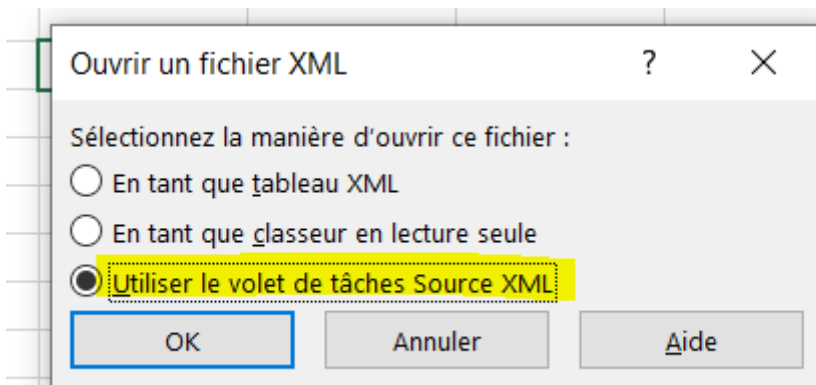 Ouvrir un fichier XML ?
Sélectionnez la manière d'ouvrir ce fichier :
En tant que tableau XML
En tant que classeur en lecture seule
Utiliser le volet de tâches Source XML
OK Annuler Aide